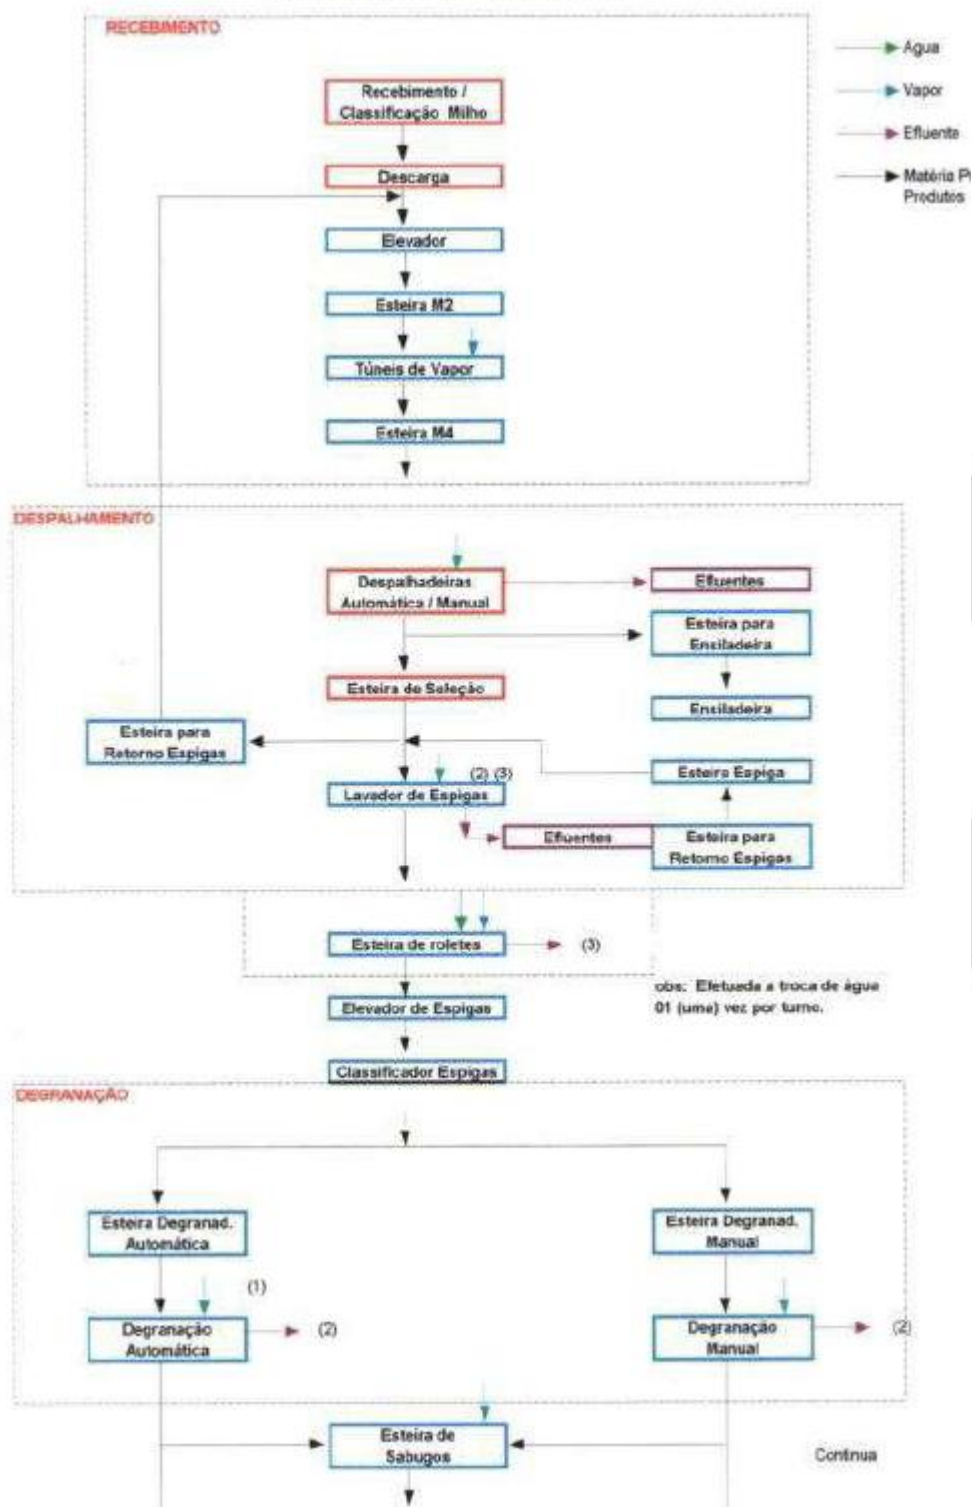 RECEBIMENTO
Recebimento /
Classificação Milho
Descarga
Elevador
Esteira M2
Túneis de Vapor
Esteira M4
Agua
Vapor
Efluente
Matéria
Produtos
DESPALHAMENTO
Despalhadeiras
Automática / Manual
Efluentes
Esteira para
Ensiladeira
Esteira de Seleção
Ensiladeira
Esteira para
Retorno Espigas
Esteira Espiga
(2) (3)
Lavador de Espigas
Efluentes
Esteira para
Retorno Espigas
Esteira de roletes
(3)
obs: Efetuada a troca de água
01 (uma) vez por turno.
Elevador de Espigas
Classificador Espigas
DEGRANAÇÃO
Esteira Degranad.
Automática
Esteira Degranad.
Manual
(1)
Degranação
Automática
(2)
Degranação
Manual
(2)
Esteira de
Sabugos
Continua